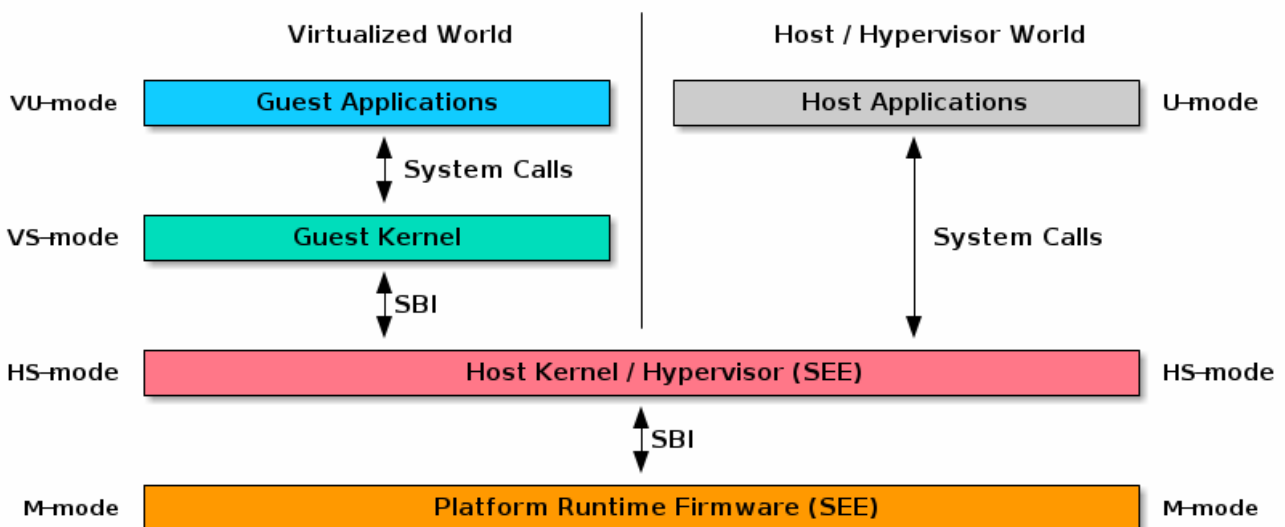 Virtualized World
Host / Hypervisor World
VU-mode
Guest Applications
Host Applications
U-mode
System Calls
VS-mode
Guest Kernel
System Calls
SBI
HS-mode
Host Kernel / Hypervisor (SEE)
HS-mode
SBI
M-mode
Platform Runtime Firmware (SEE)
M-mode